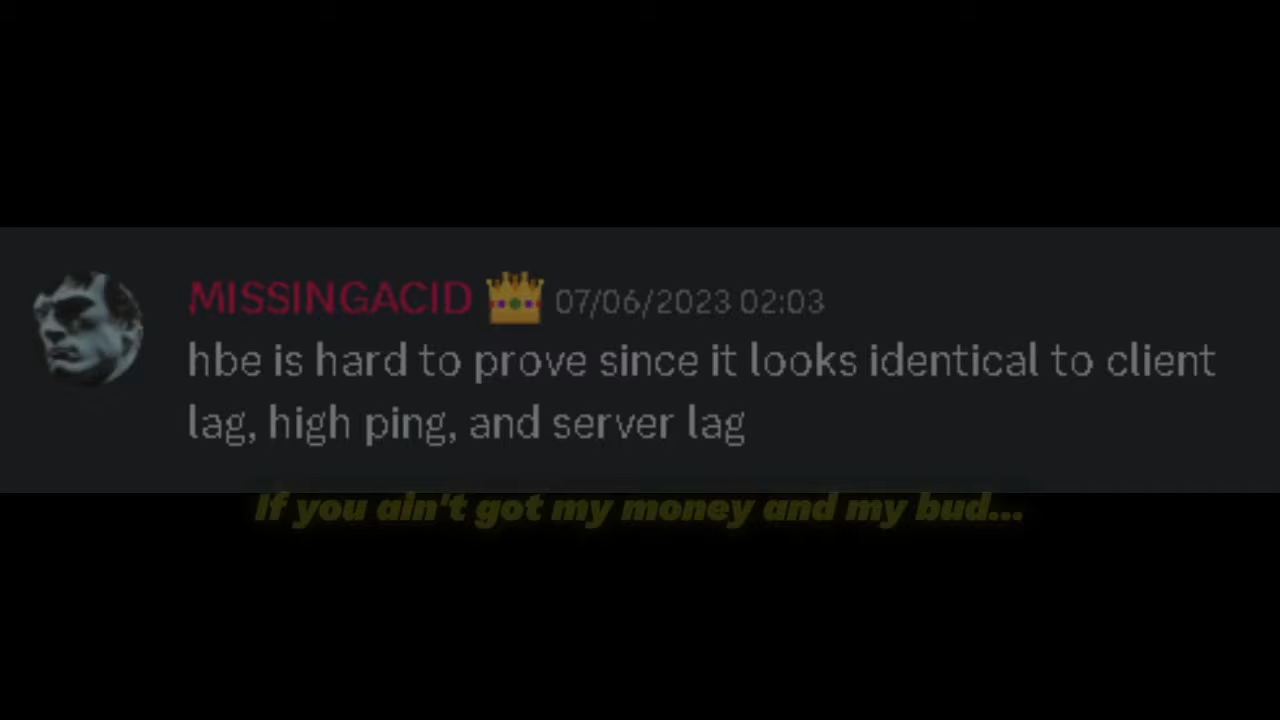 MISSINGACID 👑 07/06/2023 02:03
hbe is hard to prove since it looks identical to client
lag, high ping, and server lag
If you ain't got my money and my bud...